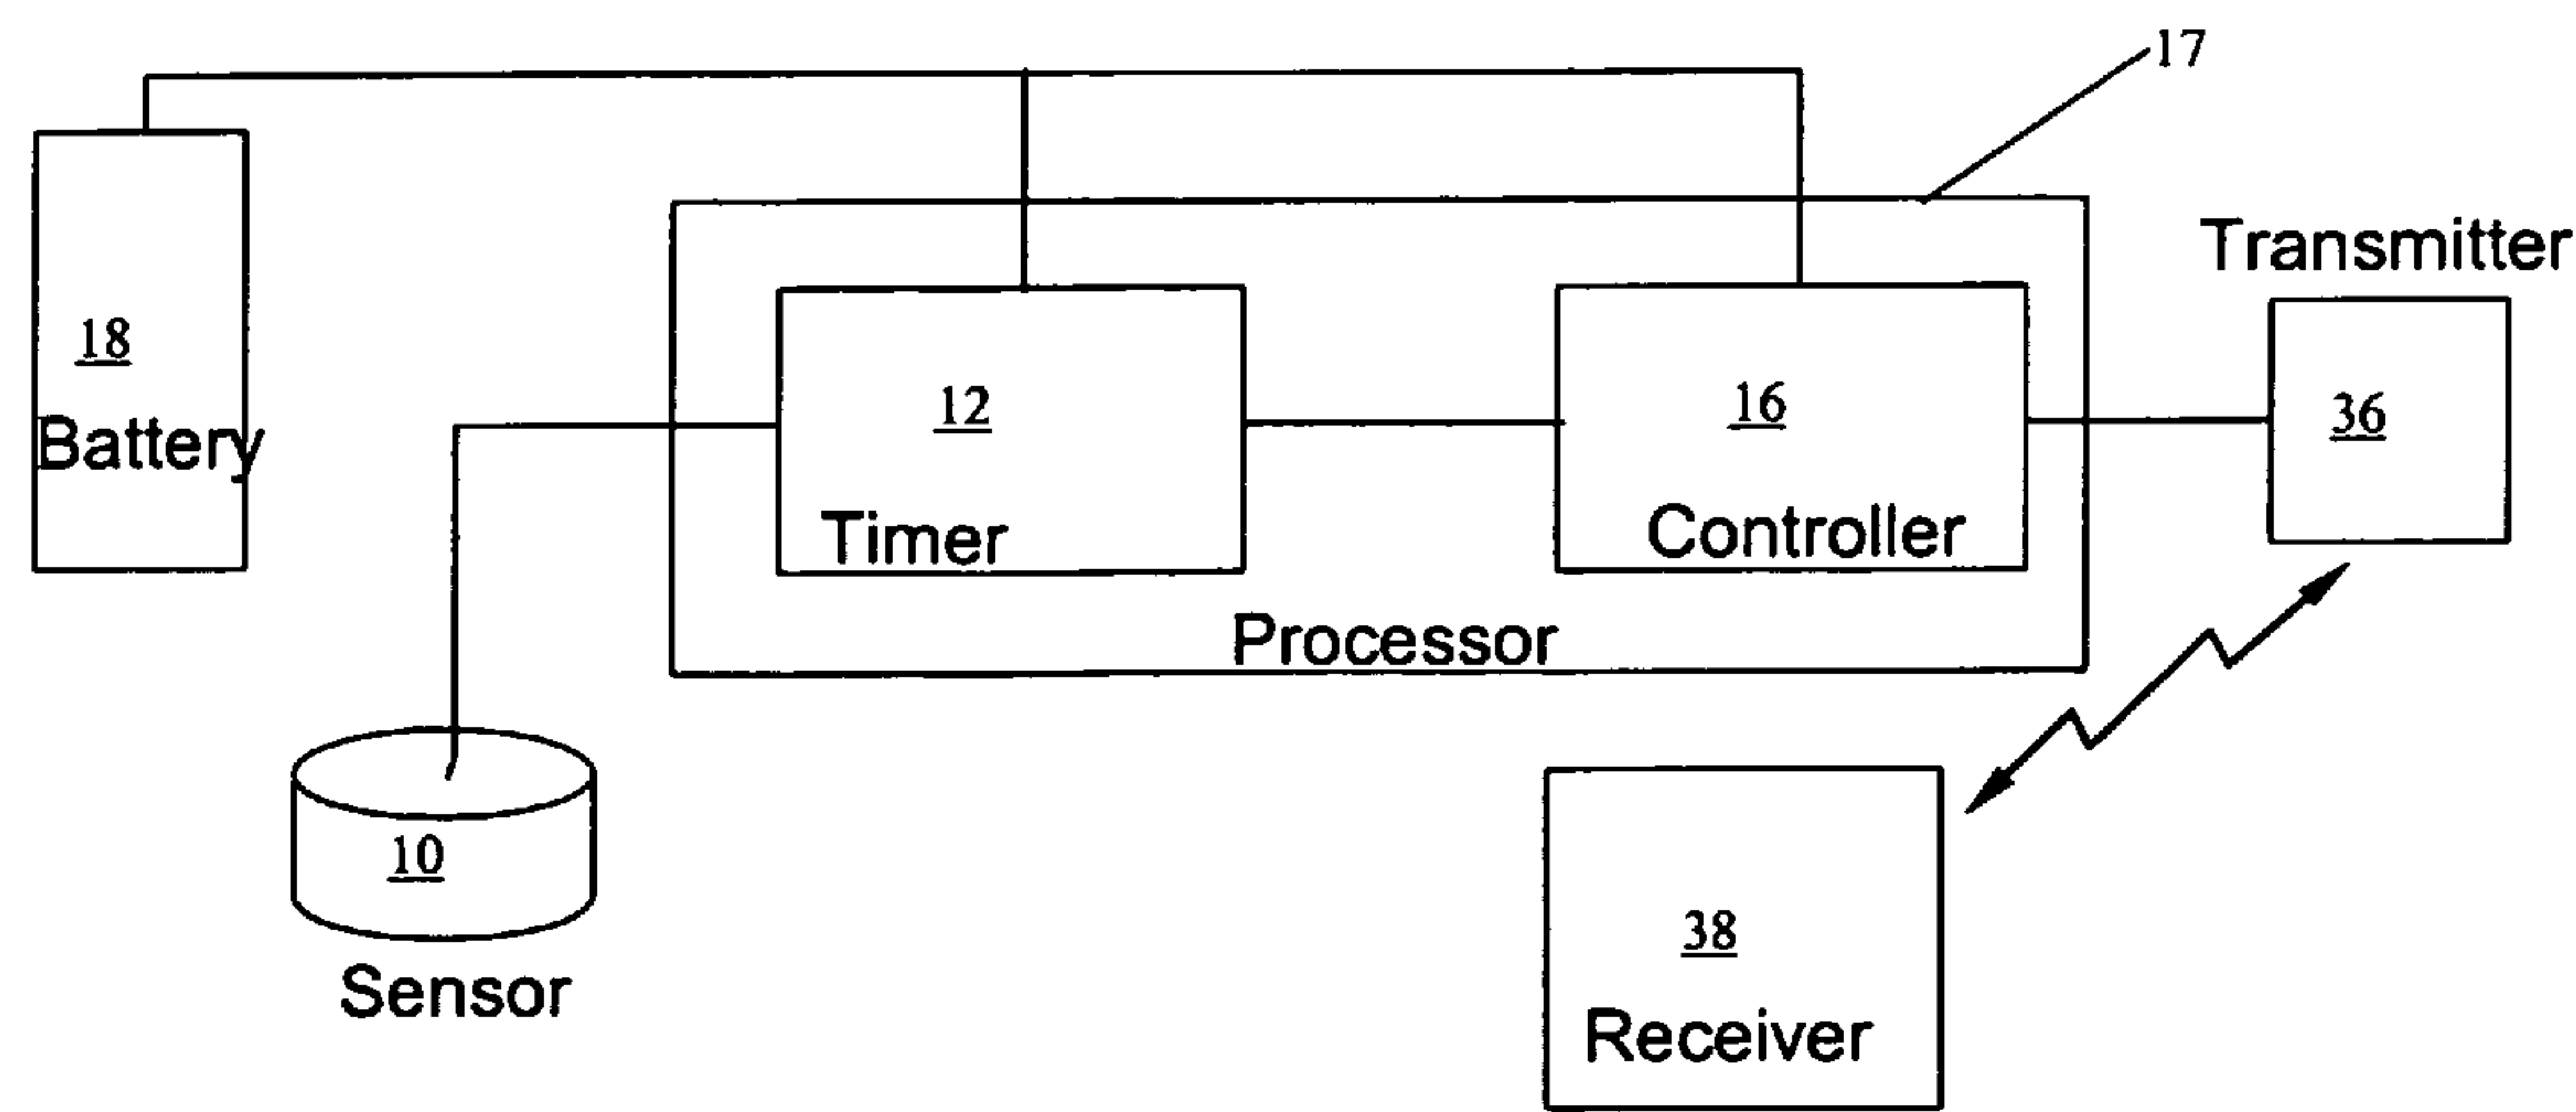 17
Transmitter
18
Battery
12
Timer
16
Controller
36
Processor
10
Sensor
38
Receiver